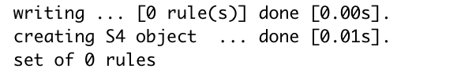 writing ... [0 rule(s)] done [0.00s].
creating S4 object  ... done [0.01s].
set of 0 rules